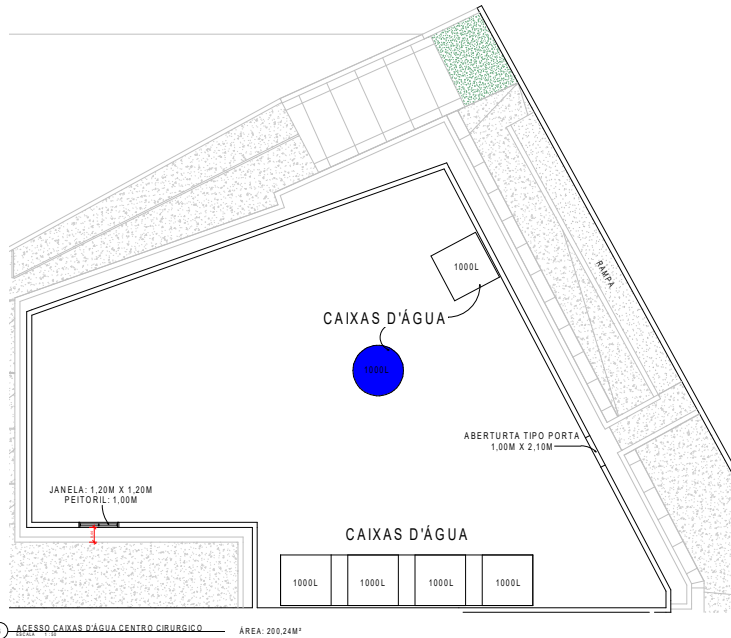 1000L
RAMPA
CAIXAS D'ÁGUA
1000L
ABERTURTA TIPO PORTA
1,00M X 2,10M
JANELA: 1,20M X 1,20M
PEITORIL: 1,00M
CAIXAS D'ÁGUA
1000L
1000L
1000L
1000L
ACESSO CAIXAS D'ÁGUA CENTRO CIRURGICO
ÁREA: 200,24M²